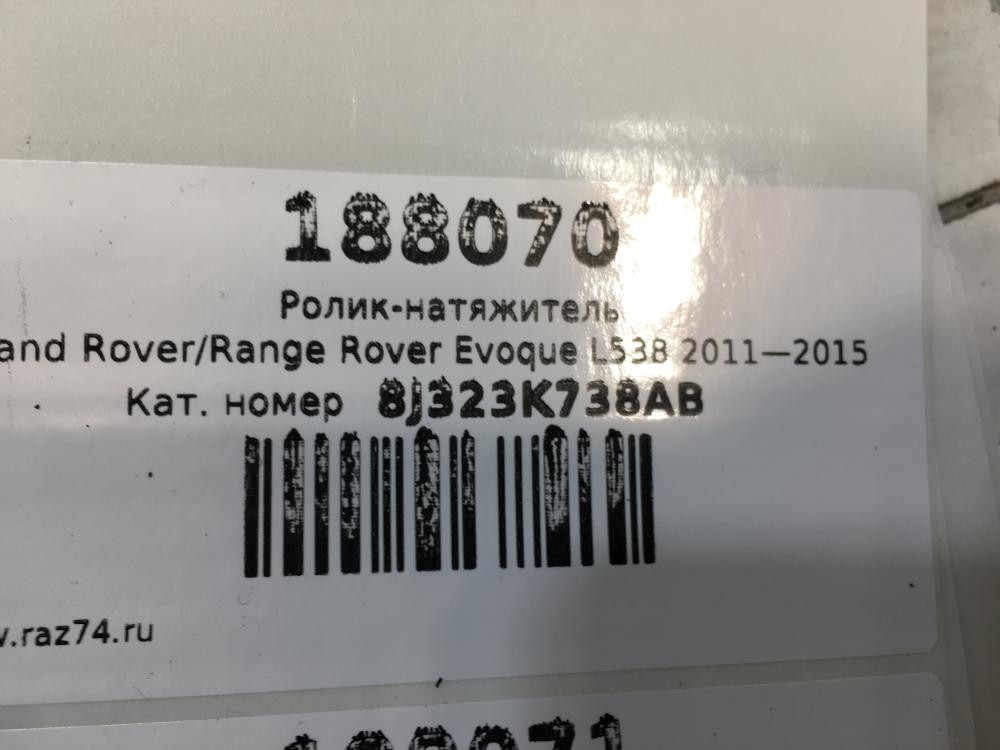 188070
Ролик-натяжитель
and Rover/Range Rover Evoque L538 2011—2015
Кат. номер 8J323K738AB
.raz74.ru